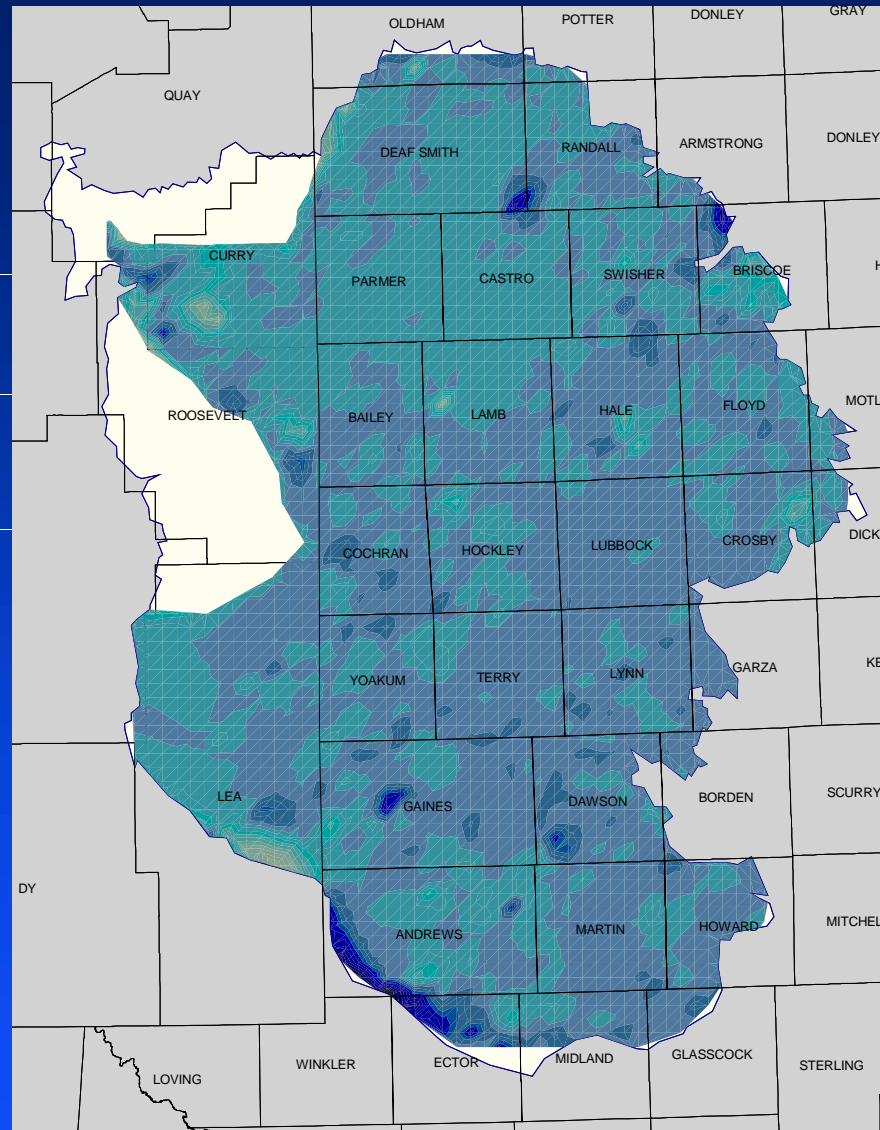 OLDHAM
POTTER
DONLEY
GRAY
QUAY
DEAF SMITH
RANDALL
ARMSTRONG
DONLEY
CURRY
PARMER
CASTRO
SWISHER
BRISCOE
H
ROOSEVELT
BAILEY
LAMB
HALE
FLOYD
MOTL
COCHRAN
HOCKLEY
LUBBOCK
CROSBY
DICK
YOAKUM
TERRY
LYNN
GARZA
KE
LEA
GAINES
DAWSON
BORDEN
SCURRY
DY
ANDREWS
MARTIN
HOWARD
MITCHEL
LOVING
WINKLER
ECTOR
MIDLAND
GLASSCOCK
STERLING